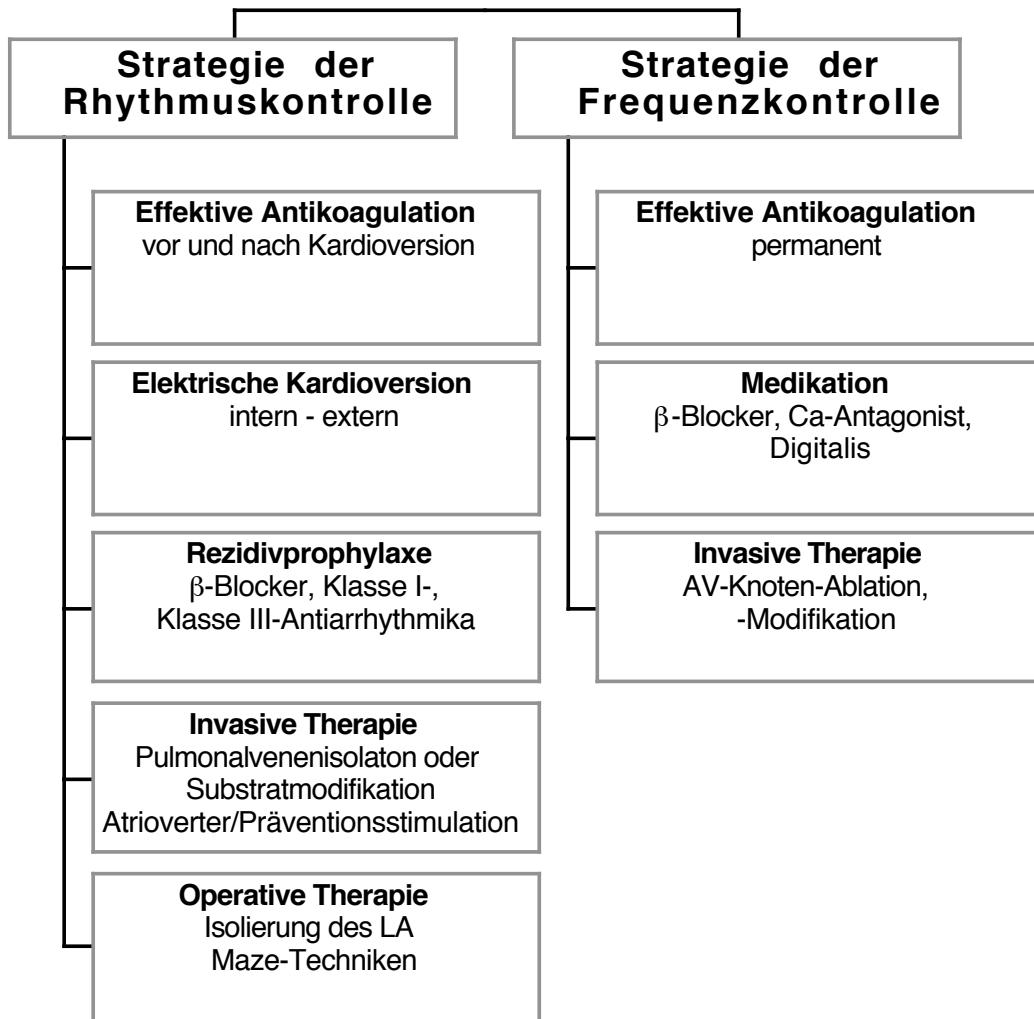 Strategie der
Rhythmuskontrolle
Effektive Antikoagulation
vor und nach Kardioversion
Elektrische Kardioversion
intern - extern
Rezidivprophylaxe
β-Blocker, Klasse I-,
Klasse III-Antiarrhythmika
Invasive Therapie
Pulmonalvenenisolaton oder
Substratmodifikation
Atrioverter/Präventionsstimulation
Operative Therapie
Isolierung des LA
Maze-Techniken
Strategie der
Frequenzkontrolle
Effektive Antikoagulation
permanent
Medikation
β-Blocker, Ca-Antagonist,
Digitalis
Invasive Therapie
AV-Knoten-Ablation,
-Modifikation